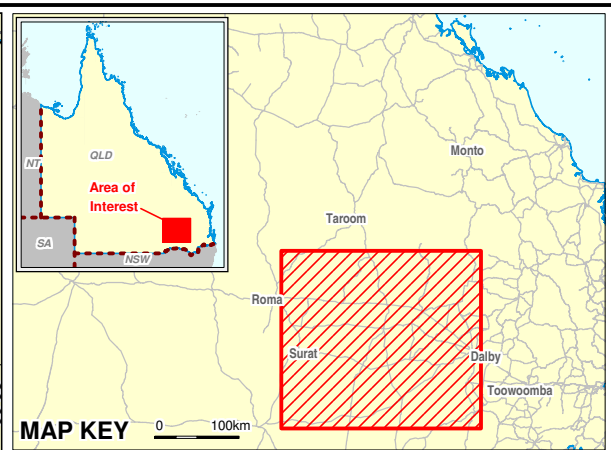 NT
QLD
Area of
Interest
SA
NSW
Monto
Taroom
Roma
Surat
Dalby
Toowoomba
MAP KEY
0 100km